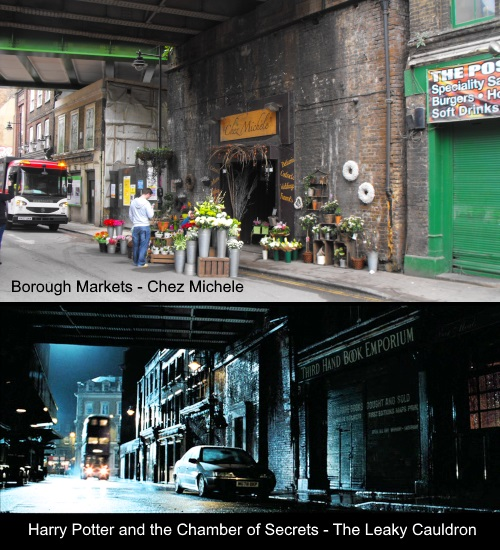 Chez Michele
THE POS
Speciality Sa
Burgers • Ho
Soft Drinks
Borough Markets - Chez Michele
THIRD HAND BOOK EMPORIUM
Harry Potter and the Chamber of Secrets - The Leaky Cauldron